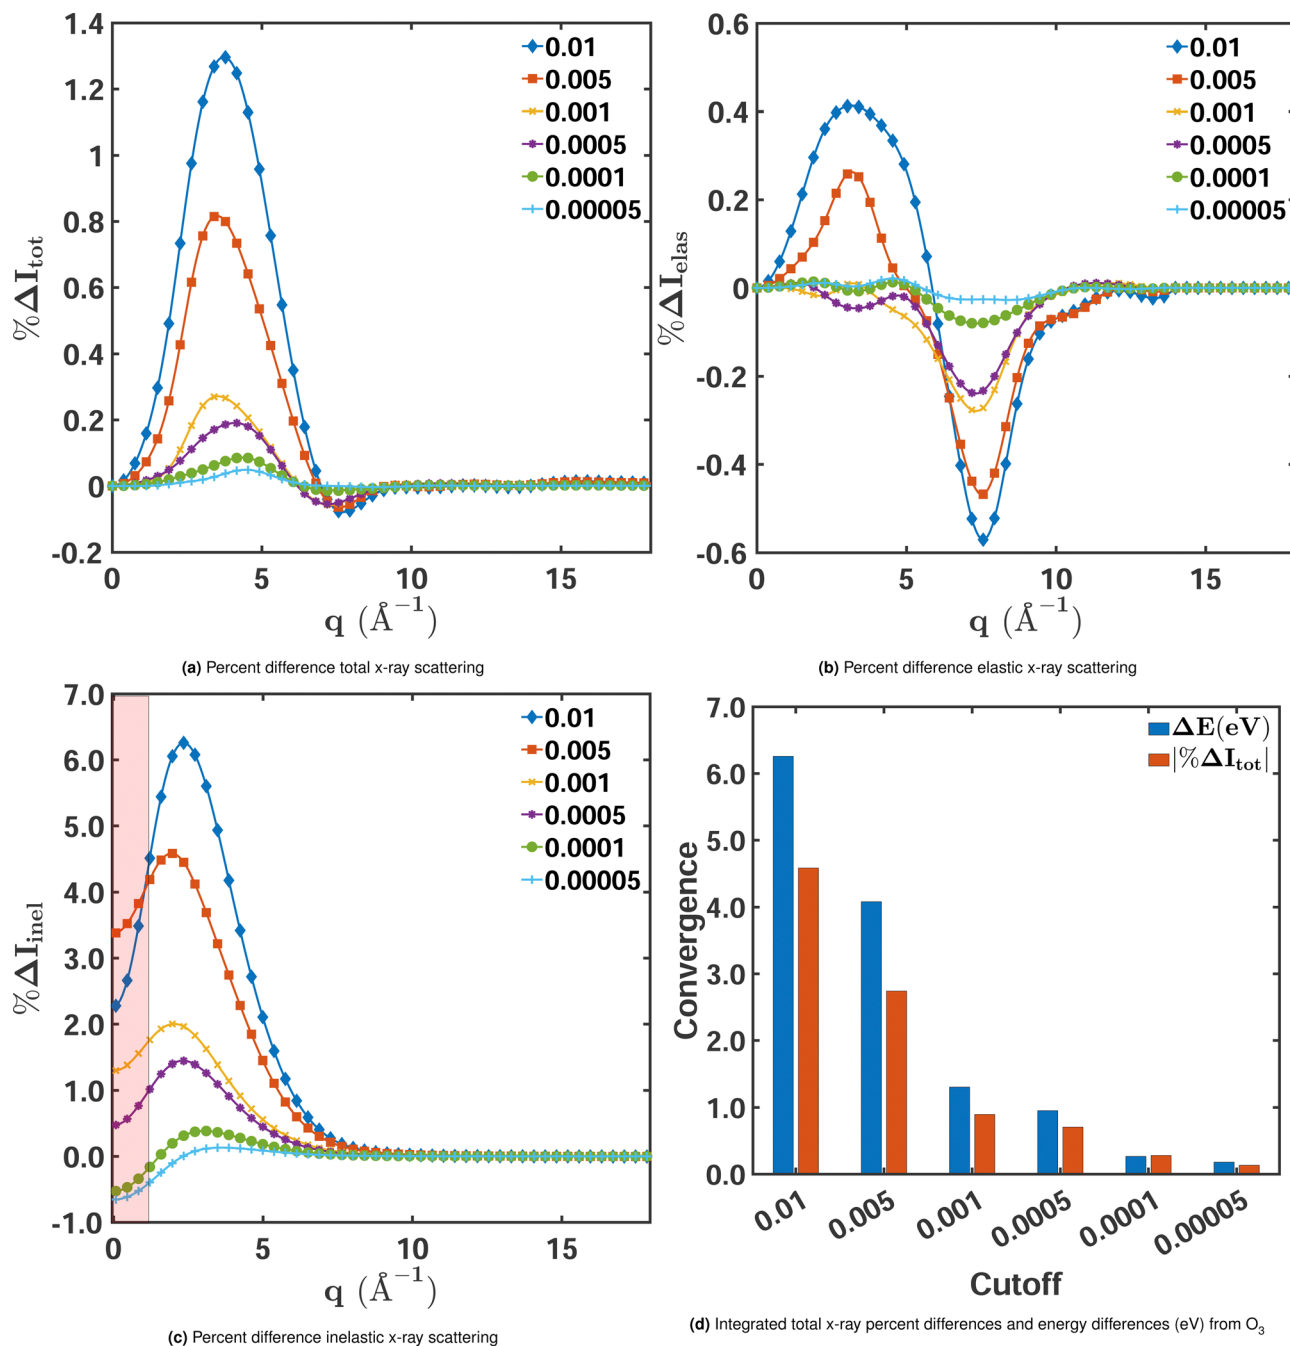 1.4
1.2
1
0.8
0.6
0.4
0.2
0
-0.2
%ΔI_tot
0.01
0.005
0.001
0.0005
0.0001
0.00005
0 5 10 15
q (Å⁻¹)
(a) Percent difference total x-ray scattering
0.6
0.4
0.2
0
-0.2
-0.4
-0.6
%ΔI_elas
0.01
0.005
0.001
0.0005
0.0001
0.00005
0 5 10 15
q (Å⁻¹)
(b) Percent difference elastic x-ray scattering
7.0
6.0
5.0
4.0
3.0
2.0
1.0
0.0
-1.0
%ΔI_inel
0.01
0.005
0.001
0.0005
0.0001
0.00005
0 5 10 15
q (Å⁻¹)
(c) Percent difference inelastic x-ray scattering
7.0
6.0
5.0
4.0
3.0
2.0
1.0
0.0
Convergence
ΔE(eV)
|%ΔI_tot|
0.01 0.005 0.001 0.0005 0.0001 0.00005
Cutoff
(d) Integrated total x-ray percent differences and energy differences (eV) from O₃